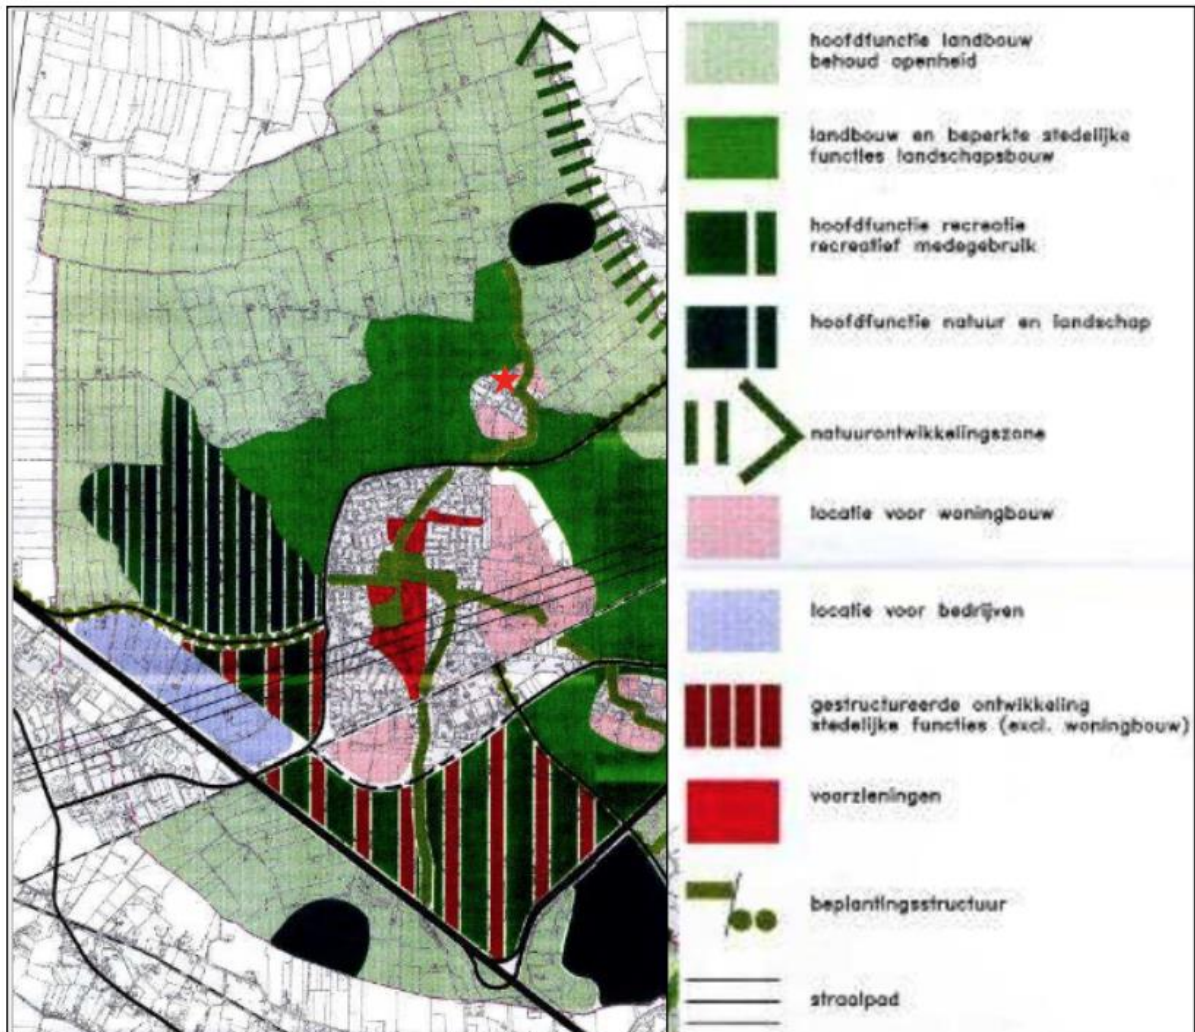 hoofdfunctie landbouw
behoud openheid
landbouw en beperkte stedelijke
functies landschapsbouw
hoofdfunctie recreatie
recreatief medegebruik
hoofdfunctie natuur en landschap
natuurontwikkelingszone
locatie voor woningbouw
locatie voor bedrijven
gestructureerde ontwikkeling
stedelijke functies (excl. woningbouw)
voorzieningen
beplantingsstructuur
straalpad